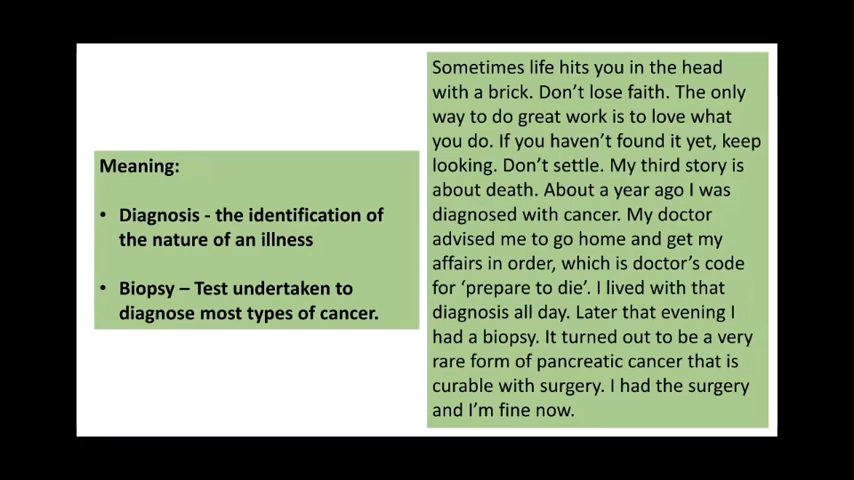 Meaning:
• Diagnosis - the identification of
the nature of an illness
• Biopsy – Test undertaken to
diagnose most types of cancer.
Sometimes life hits you in the head
with a brick. Don’t lose faith. The only
way to do great work is to love what
you do. If you haven’t found it yet, keep
looking. Don’t settle. My third story is
about death. About a year ago I was
diagnosed with cancer. My doctor
advised me to go home and get my
affairs in order, which is doctor’s code
for ‘prepare to die’. I lived with that
diagnosis all day. Later that evening I
had a biopsy. It turned out to be a very
rare form of pancreatic cancer that is
curable with surgery. I had the surgery
and I’m fine now.